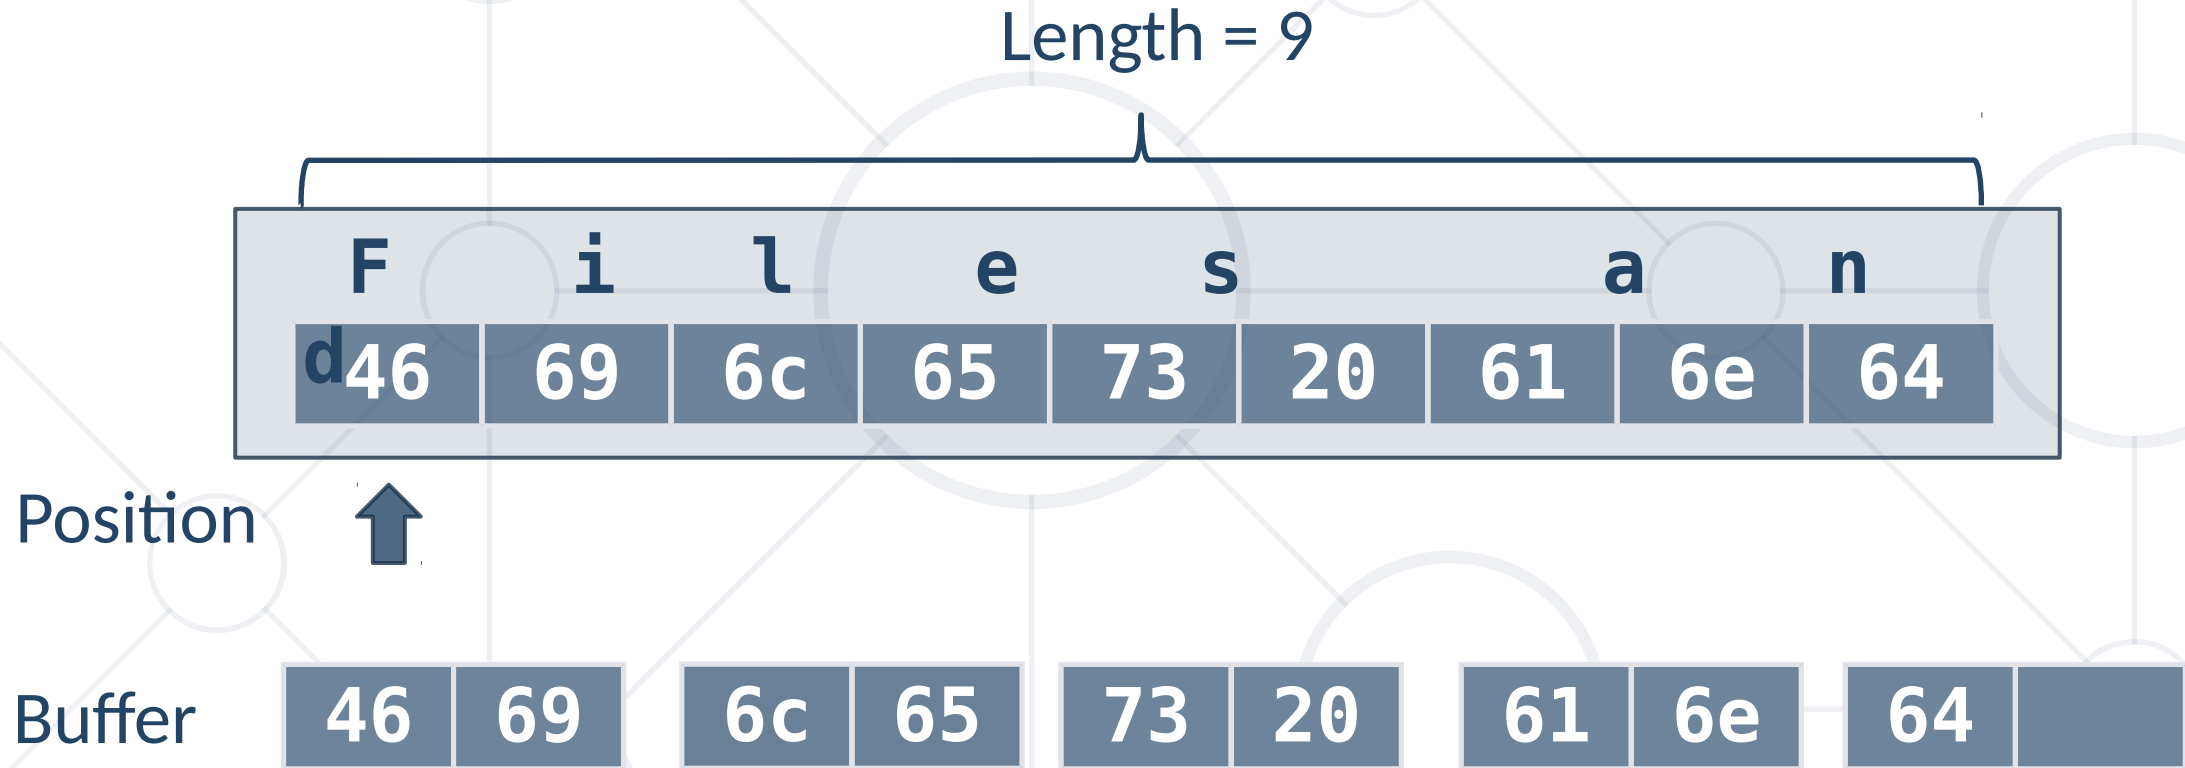 Length = 9
F i l e s a n
d
46 69 6c 65 73 20 61 6e 64
Position
Buffer 46 69 6c 65 73 20 61 6e 64